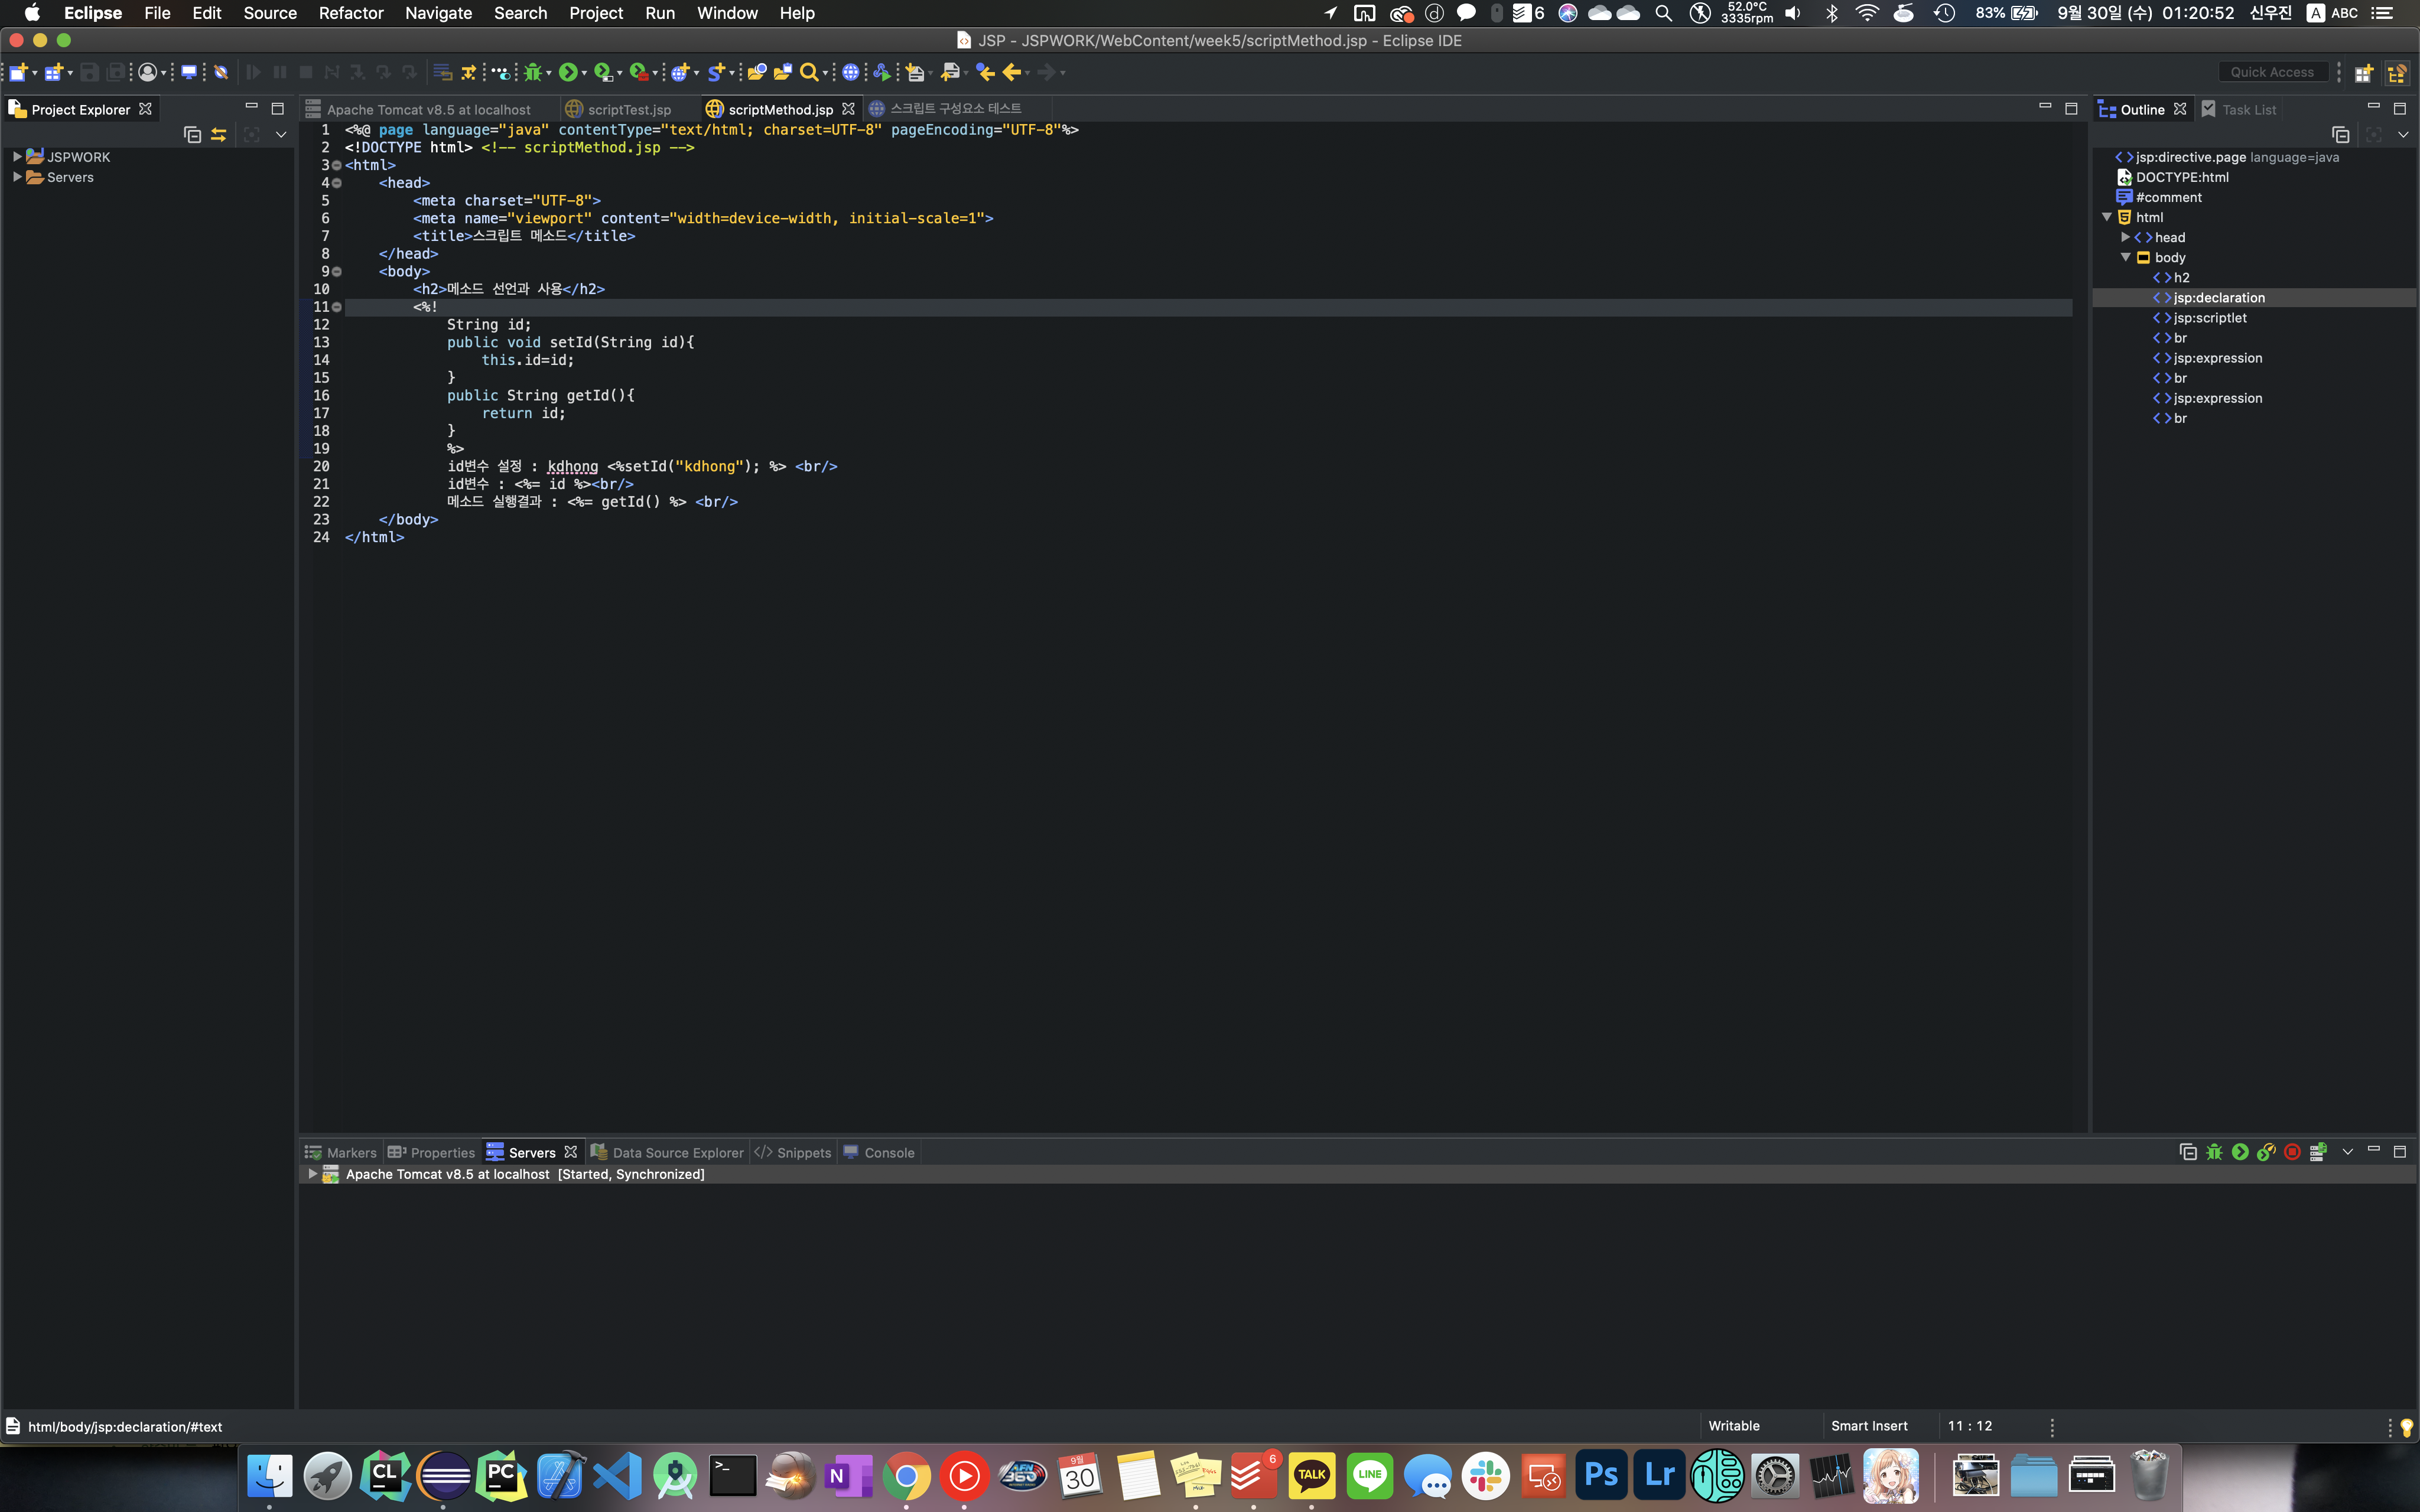 Eclipse File Edit Source Refactor Navigate Search Project Run Window Help 6 52.0°C 3335rpm 83% 9월 30일 (수) 01:20:52 신우진 A ABC
JSP - JSPWORK/WebContent/week5/scriptMethod.jsp - Eclipse IDE
Quick Access
Project Explorer
JSPWORK
Servers
Apache Tomcat v8.5 at localhost scriptTest.jsp scriptMethod.jsp 스크립트 구성요소 테스트
1 <%@ page language="java" contentType="text/html; charset=UTF-8" pageEncoding="UTF-8"%>
2 <!DOCTYPE html> <!-- scriptMethod.jsp -->
3 <html>
4 <head>
5 <meta charset="UTF-8">
6 <meta name="viewport" content="width=device-width, initial-scale=1">
7 <title>스크립트 메소드</title>
8 </head>
9 <body>
10 <h2>메소드 선언과 사용</h2>
11 <%!
12 String id;
13 public void setId(String id){
14 this.id=id;
15 }
16 public String getId(){
17 return id;
18 }
19 %>
20 id변수 설정 : kdhong <%setId("kdhong"); %> <br/>
21 id변수 : <%= id %><br/>
22 메소드 실행결과 : <%= getId() %> <br/>
23 </body>
24 </html>
Outline Task List
jsp:directive.page language=java
DOCTYPE:html
#comment
html
head
body
h2
jsp:declaration
jsp:scriptlet
br
jsp:expression
br
jsp:expression
br
Markers Properties Servers Data Source Explorer Snippets Console
Apache Tomcat v8.5 at localhost [Started, Synchronized]
html/body/jsp:declaration/#text
Writable Smart Insert 11 : 12
CL PC N 360 9월 30 6 TALK LINE Ps Lr